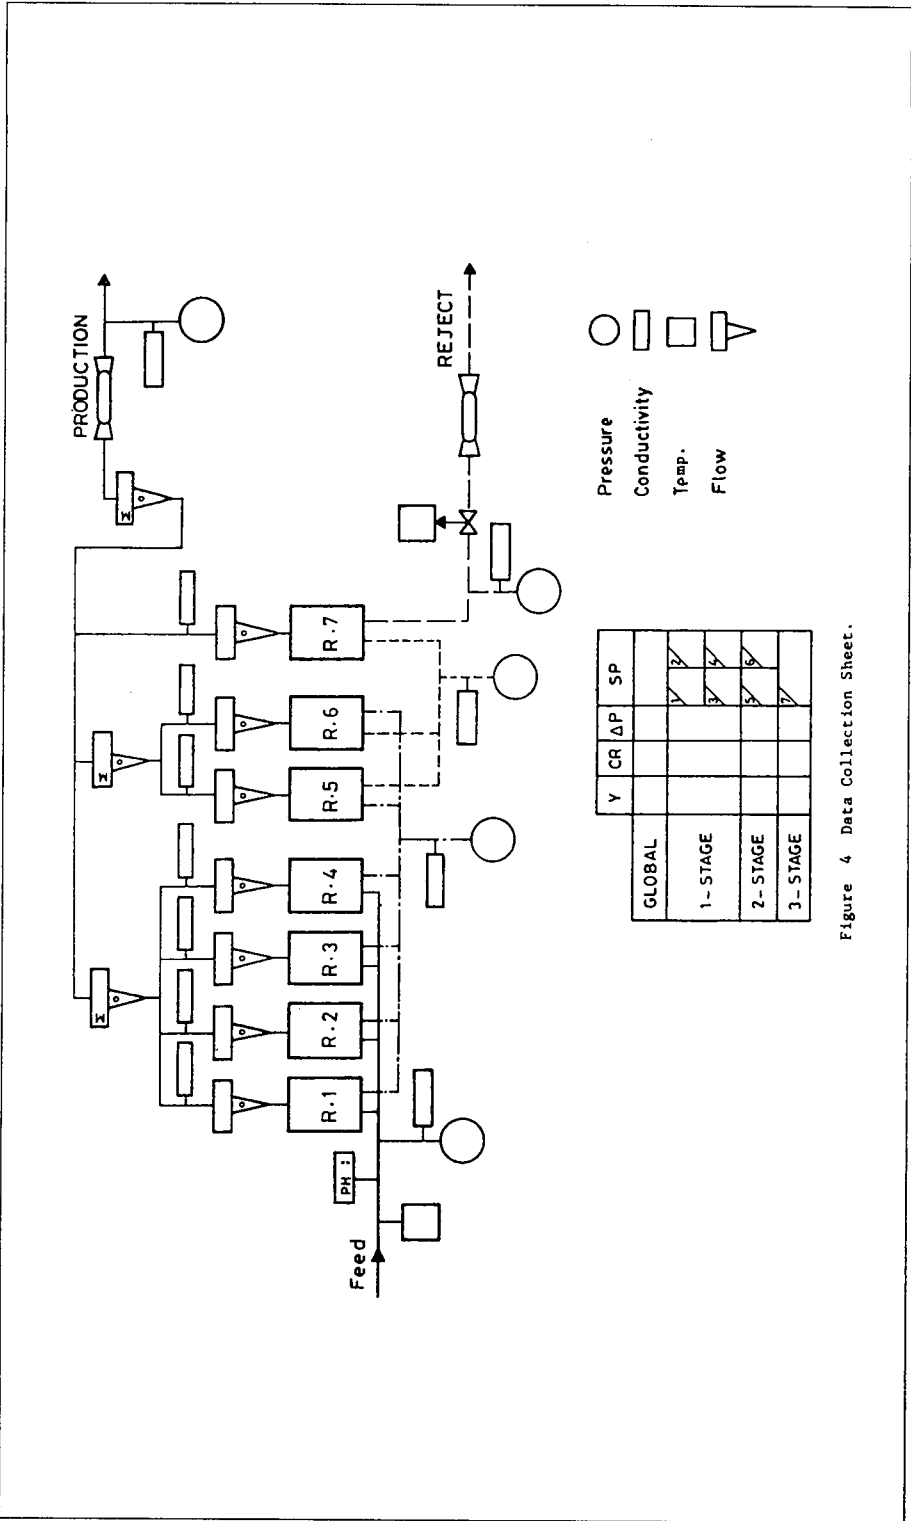 PRODUCTION
Σ
Σ
Σ
R.1
R.2
R.3
R.4
R.5
R.6
R.7
PH :
Feed
REJECT
Pressure
Conductivity
Temp.
Flow
Y CR ΔP SP
GLOBAL
1- STAGE 1 2
3 4
2- STAGE 5 6
3- STAGE 7
Figure 4 Data Collection Sheet.